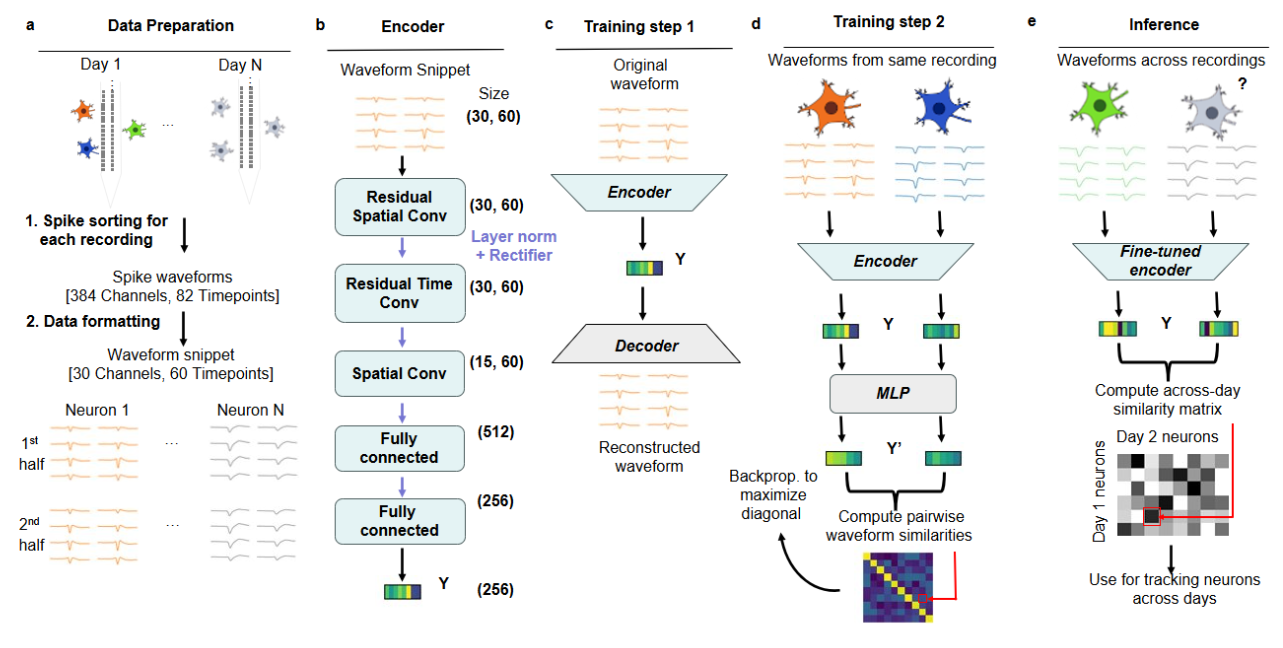 a
Data Preparation
Day 1
Day N
...
1. Spike sorting for
each recording
Spike waveforms
[384 Channels, 82 Timepoints]
2. Data formatting
Waveform snippet
[30 Channels, 60 Timepoints]
Neuron 1
Neuron N
1st
half
...
2nd
half
...
b
Encoder
Waveform Snippet
Size
(30, 60)
Residual
Spatial Conv
(30, 60)
Layer norm
+ Rectifier
Residual Time
Conv
(30, 60)
Spatial Conv
(15, 60)
Fully
connected
(512)
Fully
connected
(256)
Y
(256)
c
Training step 1
Original
waveform
Encoder
Y
Decoder
Reconstructed
waveform
d
Training step 2
Waveforms from same recording
Encoder
Y
MLP
Y'
Backprop. to
maximize
diagonal
Compute pairwise
waveform similarities
e
Inference
Waveforms across recordings
?
Fine-tuned
encoder
Y
Compute across-day
similarity matrix
Day 2 neurons
Day 1 neurons
Use for tracking neurons
across days